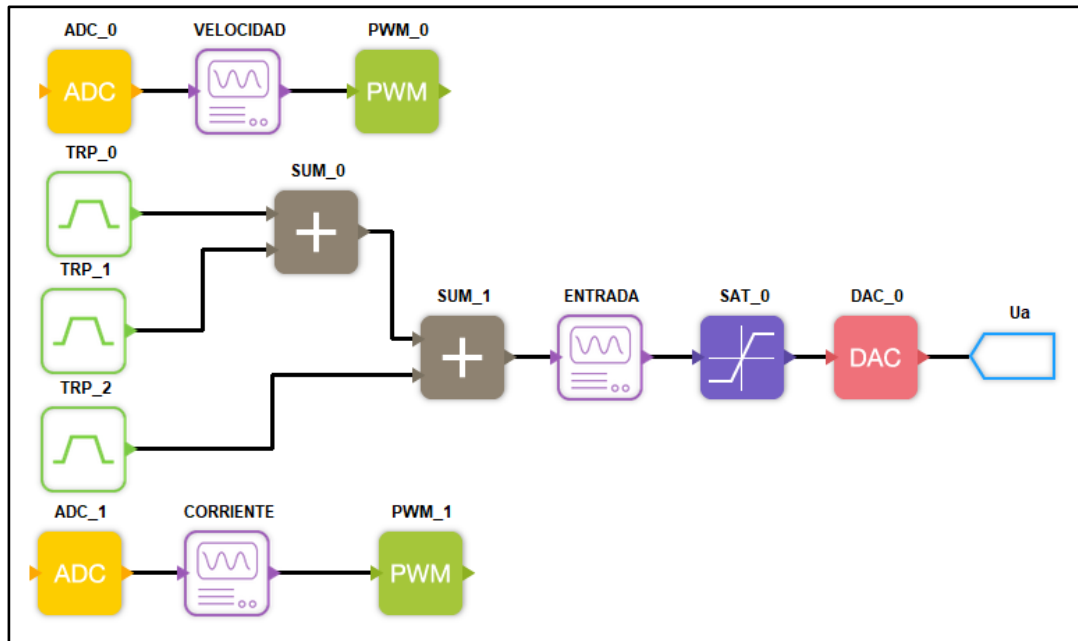 ADC_0 VELOCIDAD PWM_0
ADC PWM
TRP_0
SUM_0
TRP_1
SUM_1 ENTRADA SAT_0 DAC_0 Ua
DAC
TRP_2
ADC_1 CORRIENTE PWM_1
ADC PWM